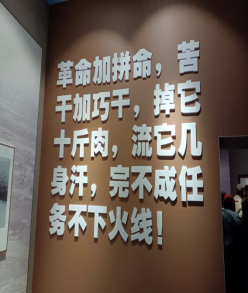 革命加拼命，苦
干加巧干，掉它
十斤肉，流它几
身汗，完不成任
务不下火线！